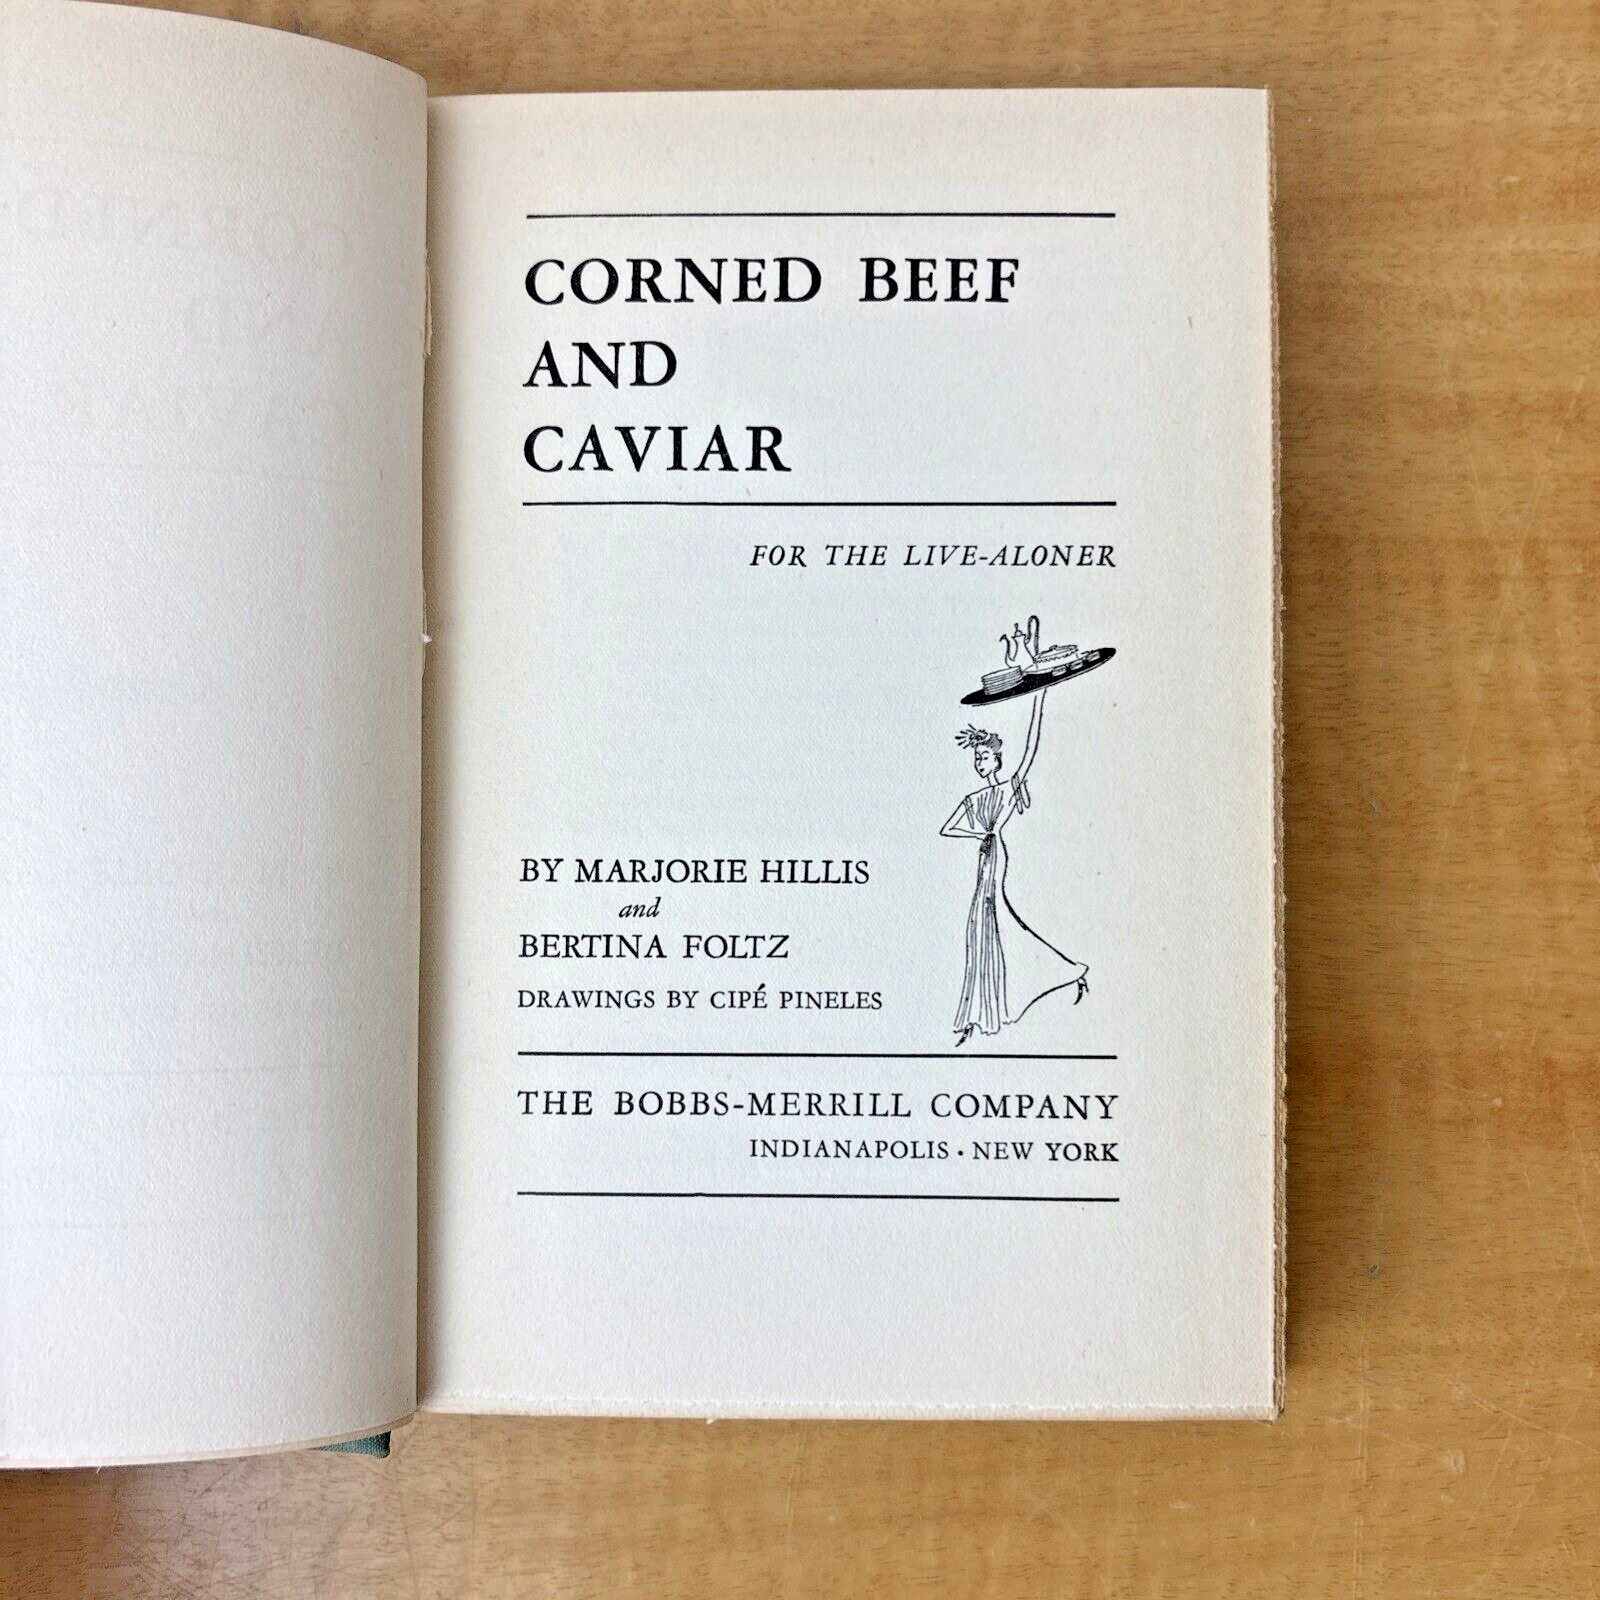 CORNED BEEF
AND
CAVIAR
FOR THE LIVE-ALONER
BY MARJORIE HILLIS
and
BERTINA FOLTZ
DRAWINGS BY CIPÉ PINELES
THE BOBBS-MERRILL COMPANY
INDIANAPOLIS • NEW YORK